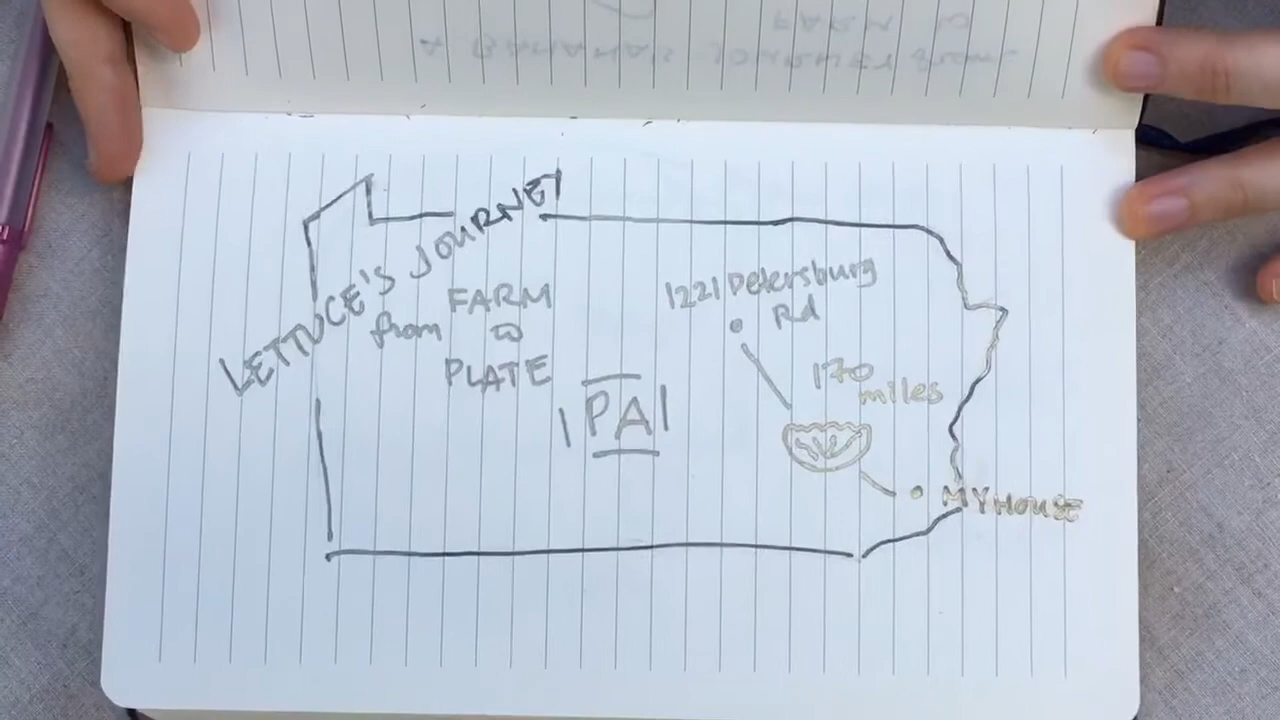 LETTUCE'S JOURNEY
from FARM
to
PLATE
|PA|
1221 Petersburg
Rd
170
miles
MY HOUSE